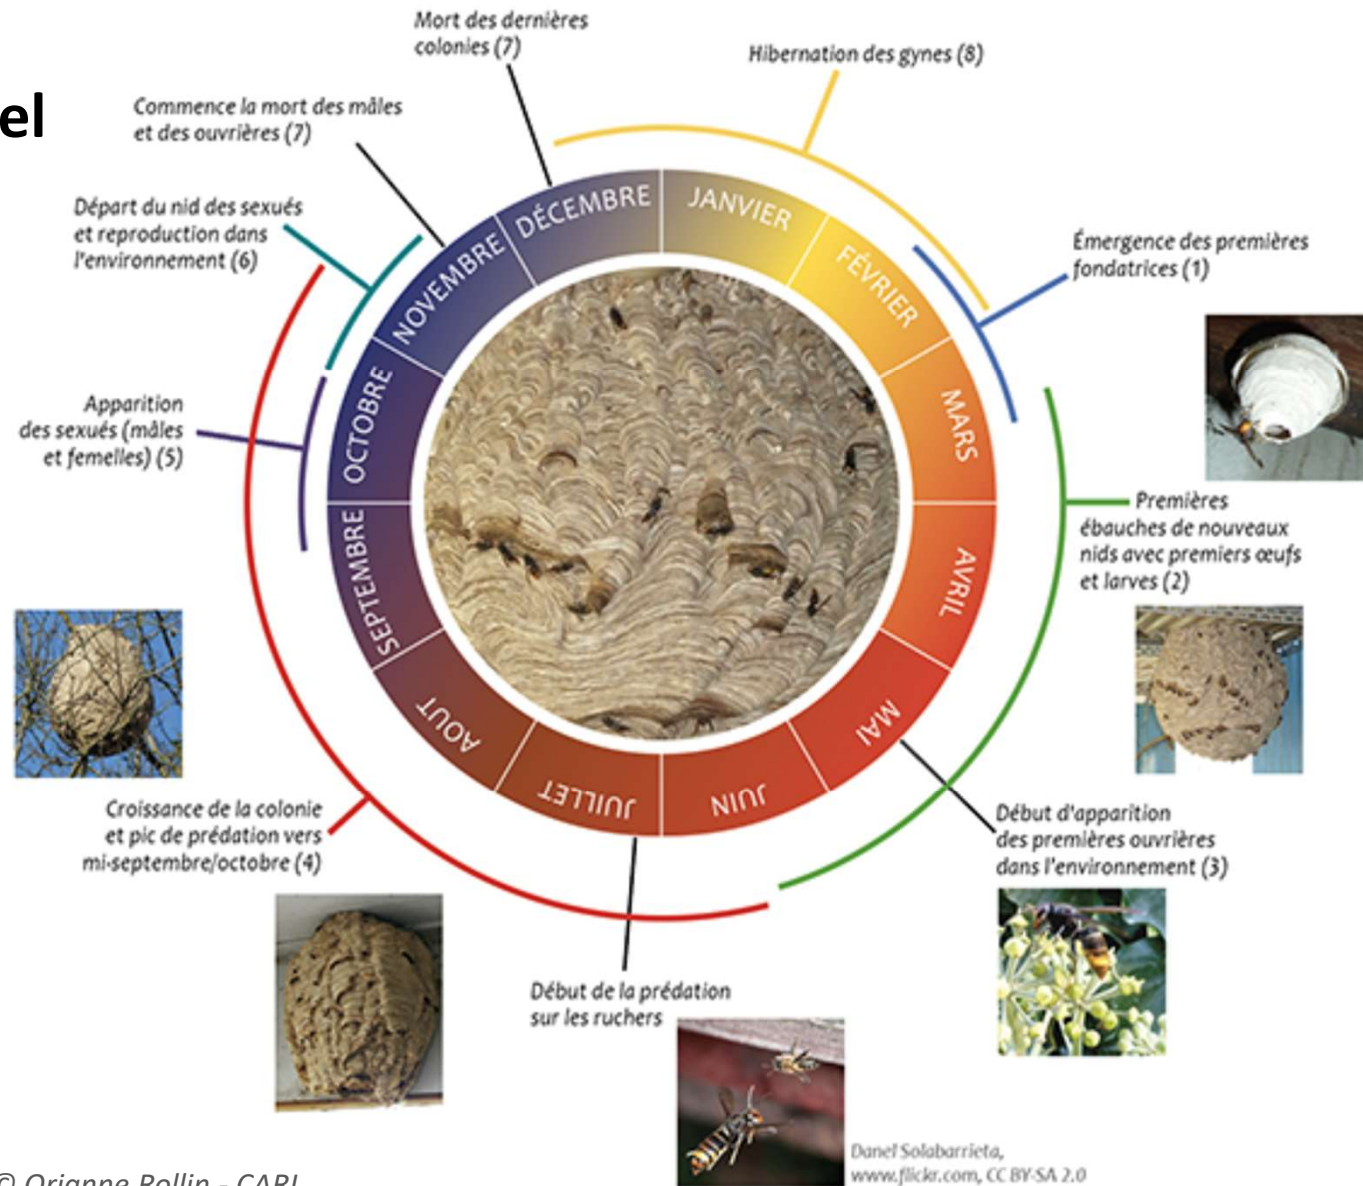 el
Mort des dernières
colonies (7)
Hibernation des gynes (8)
Commence la mort des mâles
et des ouvrières (7)
Départ du nid des sexués
et reproduction dans
l'environnement (6)
Émergence des premières
fondatrices (1)
Apparition
des sexués (mâles
et femelles) (5)
Premières
ébauches de nouveaux
nids avec premiers œufs
et larves (2)
JANVIER
FÉVRIER
MARS
AVRIL
MAI
JUIN
JUILLET
AOUT
SEPTEMBRE
OCTOBRE
NOVEMBRE
DÉCEMBRE
Croissance de la colonie
et pic de prédation vers
mi-septembre/octobre (4)
Début d'apparition
des premières ouvrières
dans l'environnement (3)
Début de la prédation
sur les ruchers
Danel Solabarrieta,
www.flickr.com, CC BY-SA 2.0
© Orianne Rollin - CARI